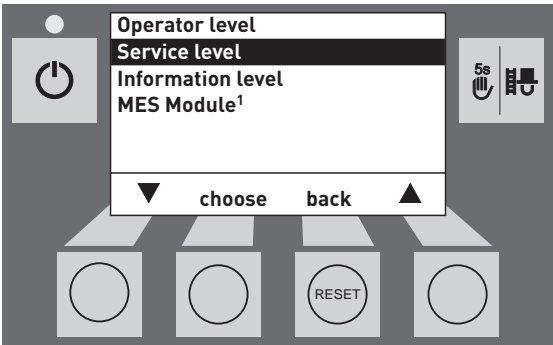 Operator level
Service level
Information level
MES Module¹
5s
▼ choose back ▲
RESET